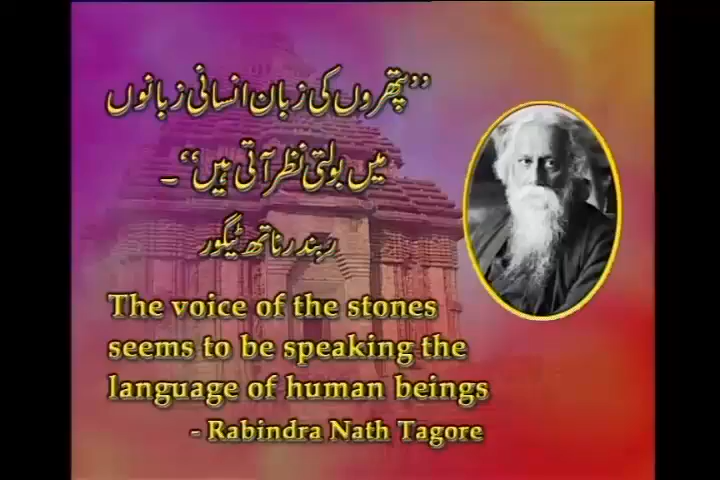 ”پتھروں کی زبان انسانی زبانوں
میں بولتی نظر آتی ہیں“۔
ربندر ناتھ ٹیگور
The voice of the stones
seems to be speaking the
language of human beings
- Rabindra Nath Tagore